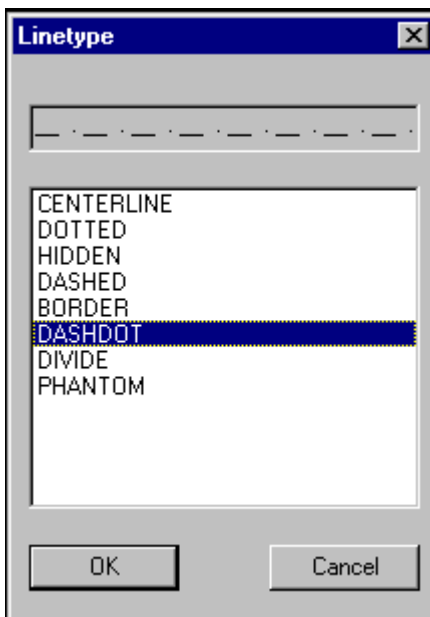 Linetype
CENTERLINE
DOTTED
HIDDEN
DASHED
BORDER
DASHDOT
DIVIDE
PHANTOM
OK Cancel